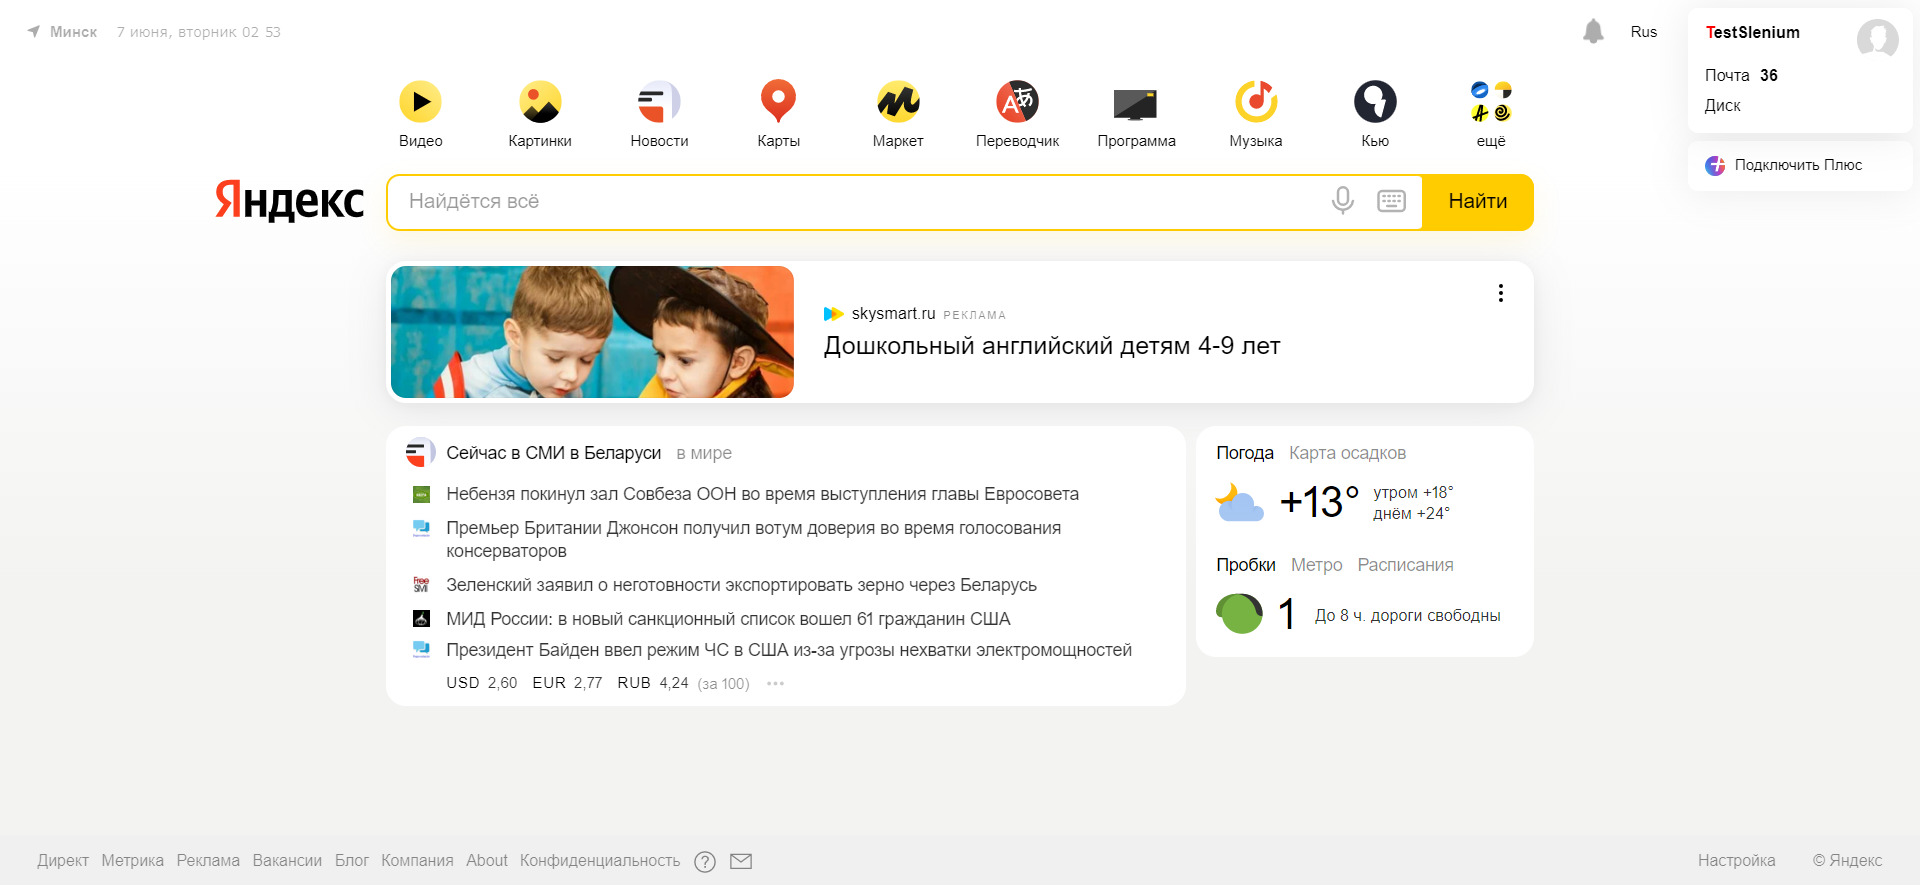 Минск 7 июня, вторник 02 53
Rus
TestSlenium
Почта 36
Диск
Подключить Плюс
Видео Картинки Новости Карты Маркет Переводчик Программа Музыка Кью ещё
Яндекс Найдётся всё Найти
skysmart.ru РЕКЛАМА
Дошкольный английский детям 4-9 лет
Сейчас в СМИ в Беларуси в мире
Небензя покинул зал Совбеза ООН во время выступления главы Евросовета
Премьер Британии Джонсон получил вотум доверия во время голосования
консерваторов
Free SMI
Зеленский заявил о неготовности экспортировать зерно через Беларусь
МИД России: в новый санкционный список вошел 61 гражданин США
Президент Байден ввел режим ЧС в США из-за угрозы нехватки электромощностей
USD 2,60 EUR 2,77 RUB 4,24 (за 100)
Погода Карта осадков
+13° утром +18°
днём +24°
Пробки Метро Расписания
1 До 8 ч. дороги свободны
Директ Метрика Реклама Вакансии Блог Компания About Конфиденциальность ? Настройка © Яндекс